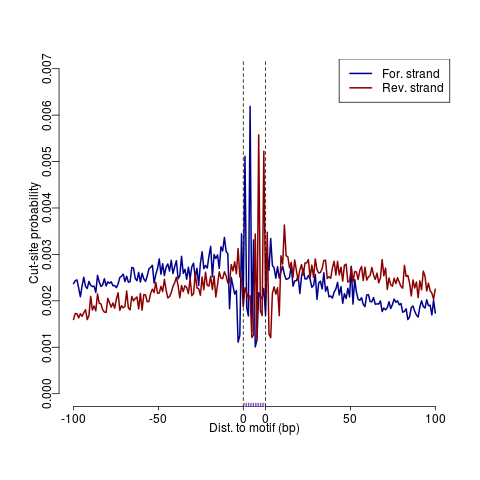 For. strand
Rev. strand
Cut-site probability
0.007
0.006
0.005
0.004
0.003
0.002
0.001
0.000
-100 -50 0 0 50 100
Dist. to motif (bp)